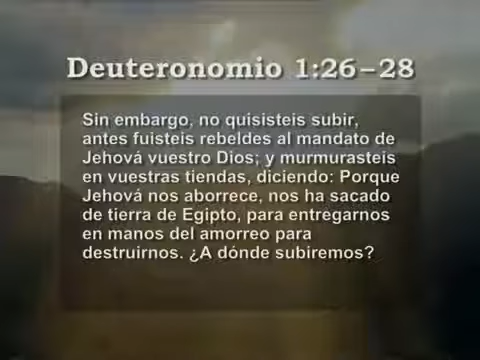 Deuteronomio 1:26–28
Sin embargo, no quisisteis subir,
antes fuisteis rebeldes al mandato de
Jehová vuestro Dios; y murmurasteis
en vuestras tiendas, diciendo: Porque
Jehová nos aborrece, nos ha sacado
de tierra de Egipto, para entregarnos
en manos del amorreo para
destruirnos. ¿A dónde subiremos?